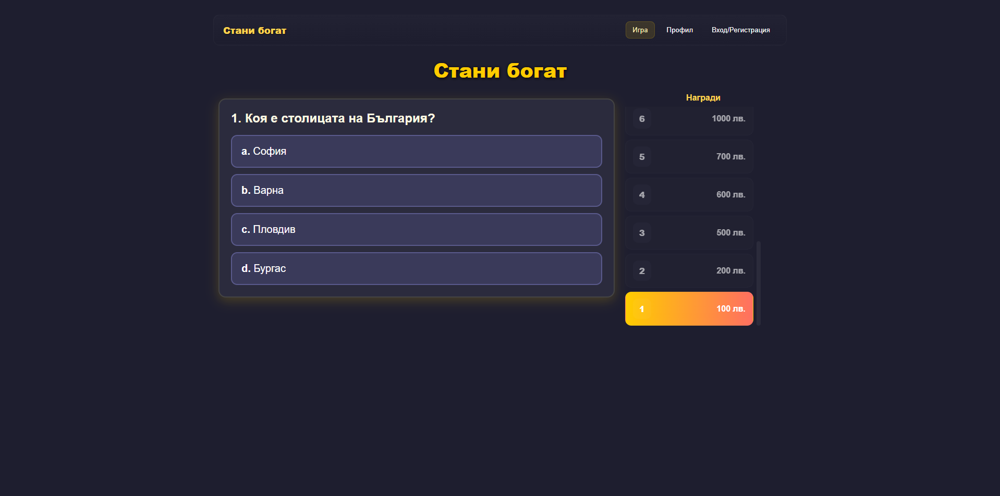 Стани богат
Игра
Профил
Вход/Регистрация
Стани богат
1. Коя е столицата на България?
a. София
b. Варна
c. Пловдив
d. Бургас
Награди
6 1000 лв.
5 700 лв.
4 600 лв.
3 500 лв.
2 200 лв.
1 100 лв.